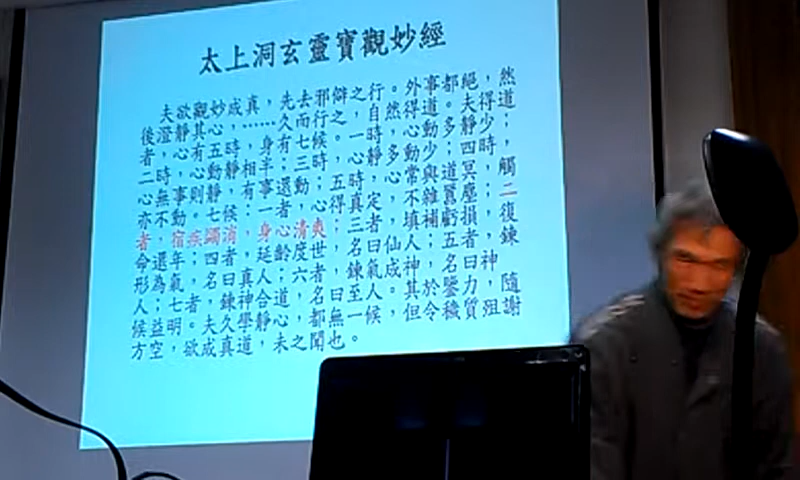 太上洞玄靈寶觀妙經
夫欲觀妙成真，先去邪僻之行。外事都絕，然
後澄靜其心，……久而行之，自然得道。夫得道
者，心有五時，身有七候。一時，心動多靜少；
二時，心動靜相半；三時，心靜多動少；四時，
心無事則靜，有事還動；五時，心常與道冥，觸
亦不動。七候：一者，心得真定，不雜囂塵；二
者，宿疾蠲消，身心清爽；三者，填補虧損，復
命還年；四者，延齡度世，名曰仙人；五者，鍊
形為氣，名曰真人；六者，鍊氣成神，名曰神
人；七者，鍊神合道，名曰至人。其於鑒力，隨
候益明。夫久學靜心，都無一候，但令穢質沮謝
方空，欲成真道，未之聞也。